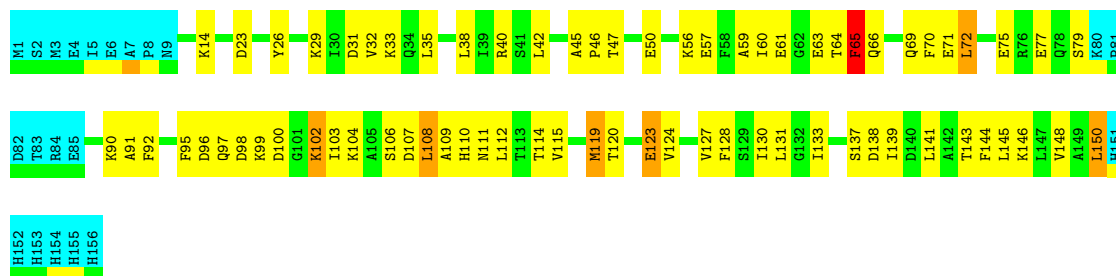 M1 S2 M3 E4 I5 E6 A7 P8 N9 K14 D23 Y26 K29 I30 D31 V32 K33 Q34 L35 L38 I39 R40 S41 L42 A45 P46 T47 E50 K56 E57 F58 A59 I60 E61 G62 E63 T64 F65 Q66 Q69 F70 E71 L72 E75 R76 E77 Q78 S79 K80
D82 T83 R84 E85 K90 A91 F92 F95 D96 Q97 D98 K99 D100 G101 K102 I103 K104 A105 S106 D107 L108 A109 H110 N111 L112 T113 T114 V115 M119 T120 E123 V124 V127 F128 S129 I130 L131 G132 I133 S137 D138 I139 D140 L141 A142 T143 F144 L145 K146 L147 V148 A149 L150 H151
H152 H153 H154 H155 H156